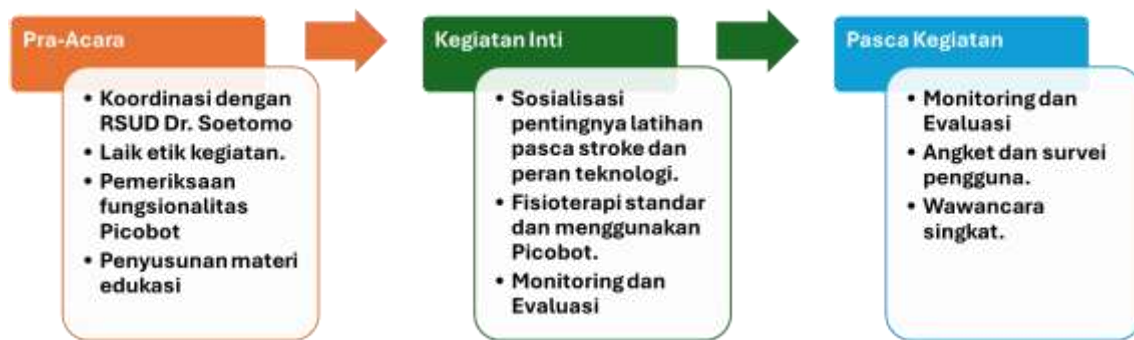 Pra-Acara
• Koordinasi dengan
RSUD Dr. Soetomo
• Laik etik kegiatan.
• Pemeriksaan
fungsionalitas
Picobot
• Penyusunan materi
edukasi
Kegiatan Inti
• Sosialisasi
pentingnya latihan
pasca stroke dan
peran teknologi.
• Fisioterapi standar
dan menggunakan
Picobot.
• Monitoring dan
Evaluasi
Pasca Kegiatan
• Monitoring dan
Evaluasi
• Angket dan survei
pengguna.
• Wawancara
singkat.